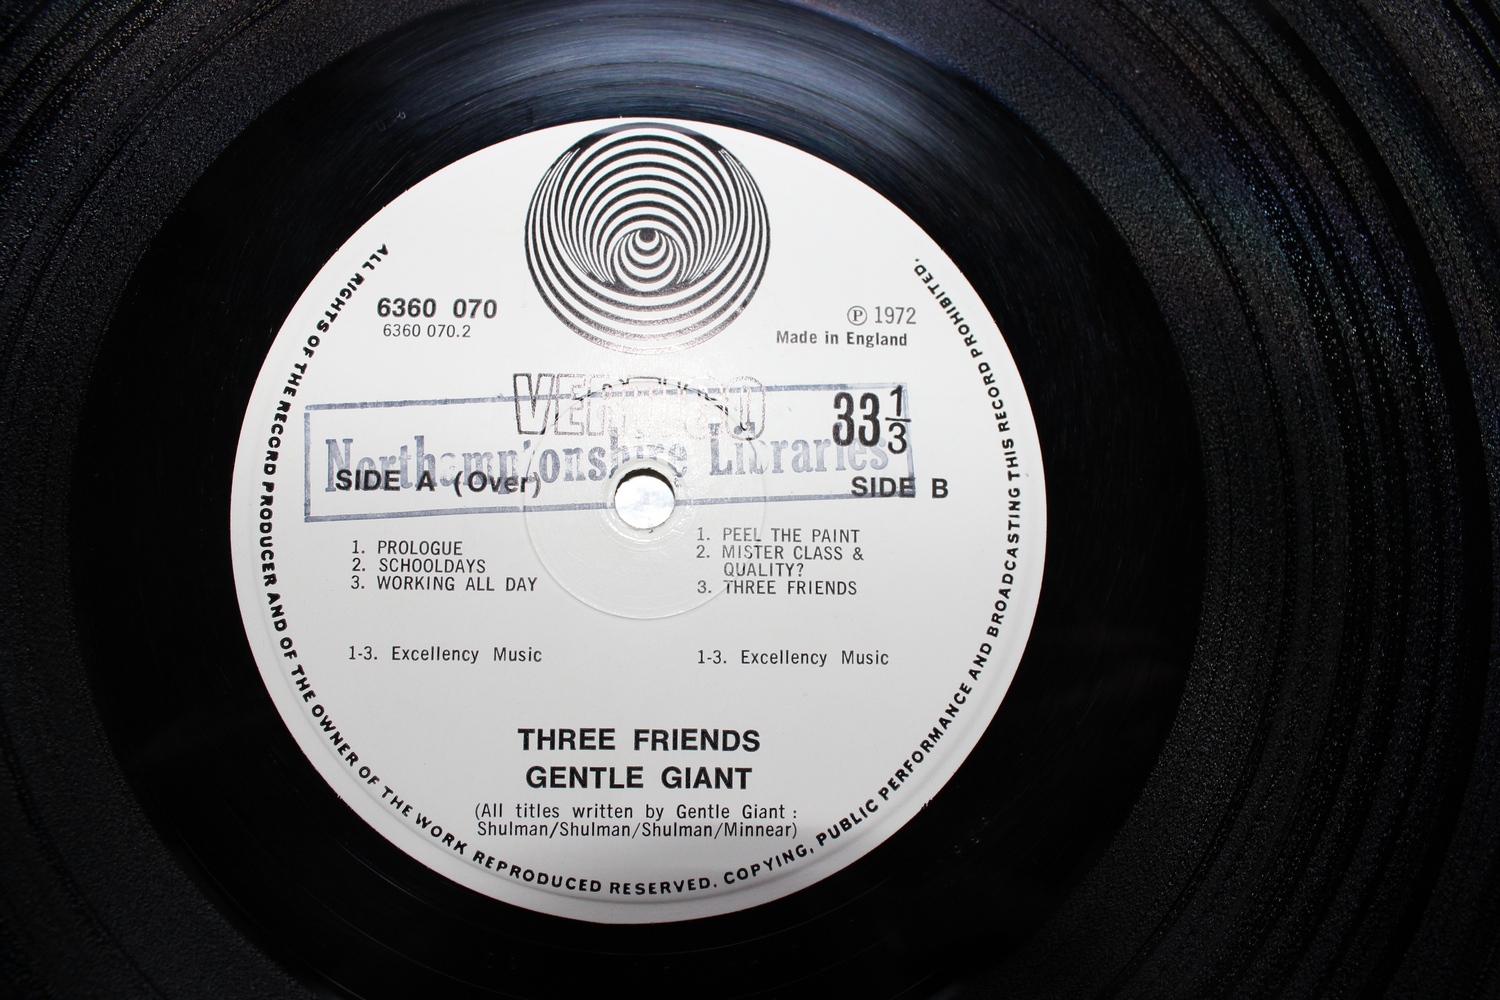 6360 070
6360 070.2
℗ 1972
Made in England
VERTIGO
33 1/3
Northamptonshire Libraries
SIDE A (Over)
1. PROLOGUE
2. SCHOOLDAYS
3. WORKING ALL DAY
1-3. Excellency Music
SIDE B
1. PEEL THE PAINT
2. MISTER CLASS &
QUALITY?
3. THREE FRIENDS
1-3. Excellency Music
THREE FRIENDS
GENTLE GIANT
(All titles written by Gentle Giant :
Shulman/Shulman/Shulman/Minnear)
ALL RIGHTS OF THE RECORD PRODUCER AND OF THE OWNER OF THE WORK REPRODUCED RESERVED. COPYING, PUBLIC PERFORMANCE AND BROADCASTING THIS RECORD PROHIBITED.